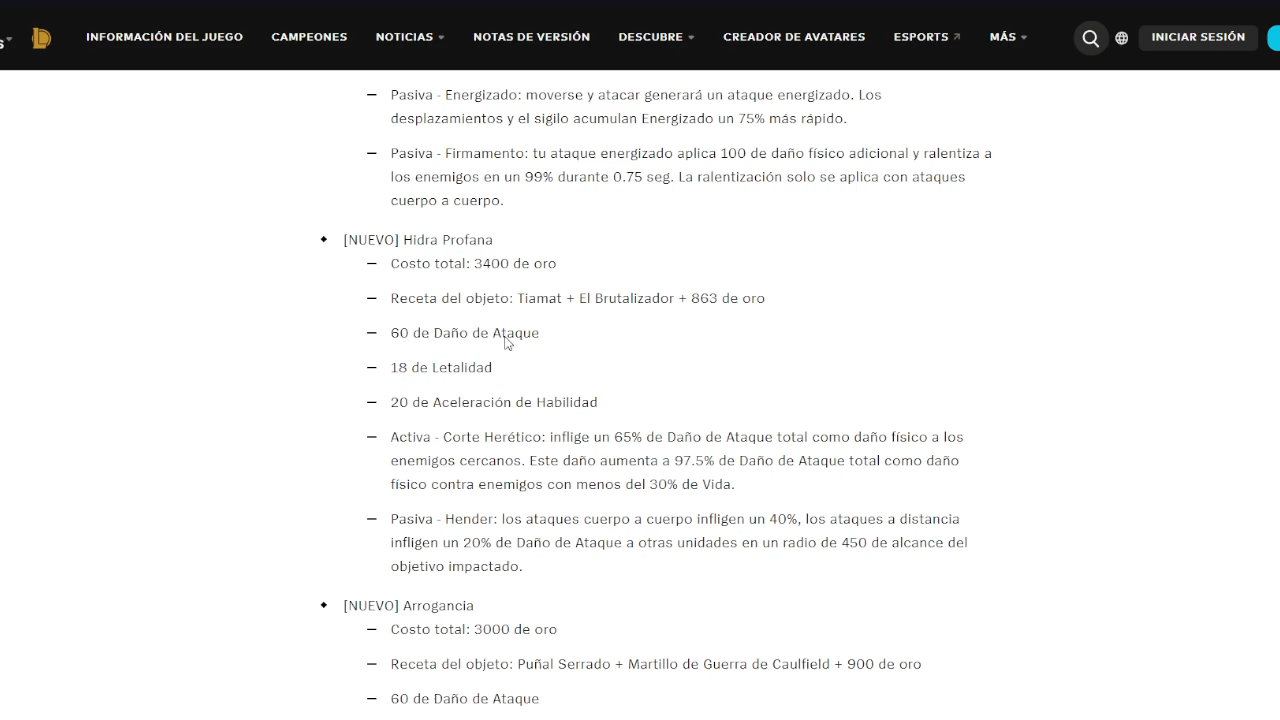 INFORMACIÓN DEL JUEGO CAMPEONES NOTICIAS NOTAS DE VERSIÓN DESCUBRE CREADOR DE AVATARES ESPORTS MÁS INICIAR SESIÓN
– Pasiva - Energizado: moverse y atacar generará un ataque energizado. Los
desplazamientos y el sigilo acumulan Energizado un 75% más rápido.
– Pasiva - Firmamento: tu ataque energizado aplica 100 de daño físico adicional y ralentiza a
los enemigos en un 99% durante 0.75 seg. La ralentización solo se aplica con ataques
cuerpo a cuerpo.
[NUEVO] Hidra Profana
– Costo total: 3400 de oro
– Receta del objeto: Tiamat + El Brutalizador + 863 de oro
– 60 de Daño de Ataque
– 18 de Letalidad
– 20 de Aceleración de Habilidad
– Activa - Corte Herético: inflige un 65% de Daño de Ataque total como daño físico a los
enemigos cercanos. Este daño aumenta a 97.5% de Daño de Ataque total como daño
físico contra enemigos con menos del 30% de Vida.
– Pasiva - Hender: los ataques cuerpo a cuerpo infligen un 40%, los ataques a distancia
infligen un 20% de Daño de Ataque a otras unidades en un radio de 450 de alcance del
objetivo impactado.
[NUEVO] Arrogancia
– Costo total: 3000 de oro
– Receta del objeto: Puñal Serrado + Martillo de Guerra de Caulfield + 900 de oro
– 60 de Daño de Ataque